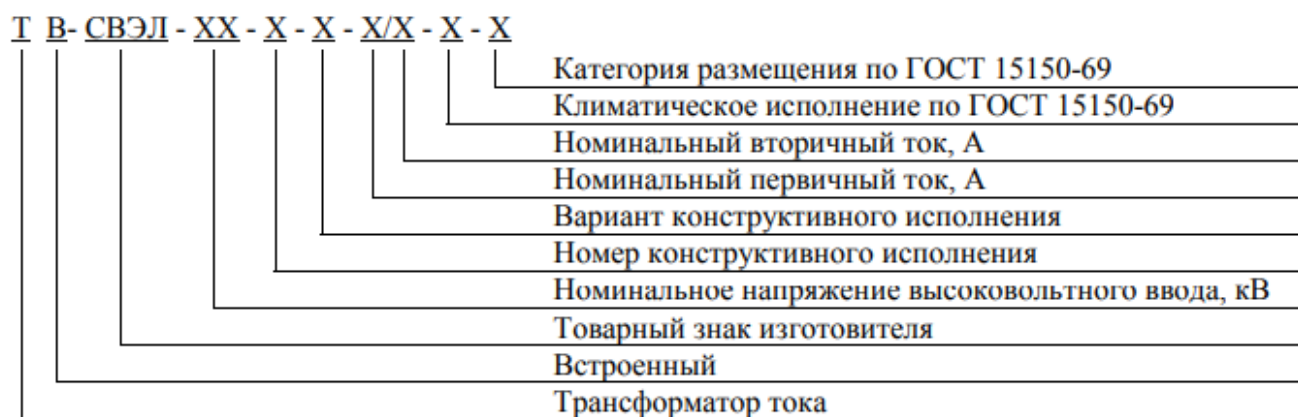 Т В- СВЭЛ - XX - X - X - X/X - X - X
Категория размещения по ГОСТ 15150-69
Климатическое исполнение по ГОСТ 15150-69
Номинальный вторичный ток, А
Номинальный первичный ток, А
Вариант конструктивного исполнения
Номер конструктивного исполнения
Номинальное напряжение высоковольтного ввода, кВ
Товарный знак изготовителя
Встроенный
Трансформатор тока